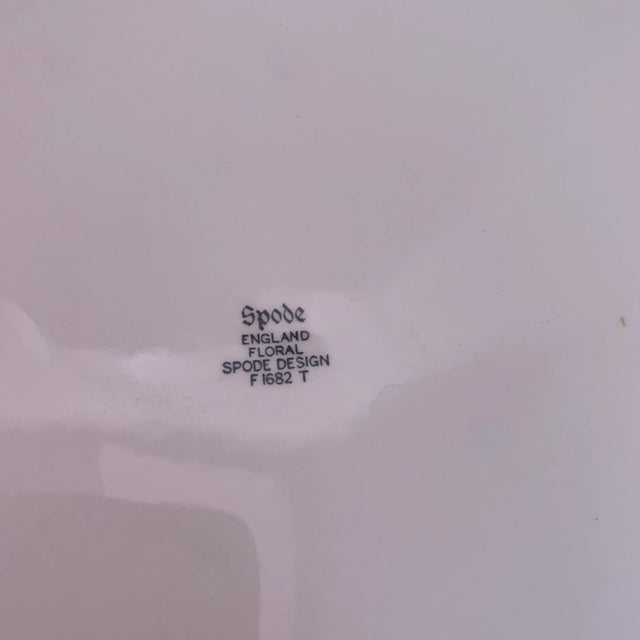 Spode
ENGLAND
FLORAL
SPODE DESIGN
F 1682 T